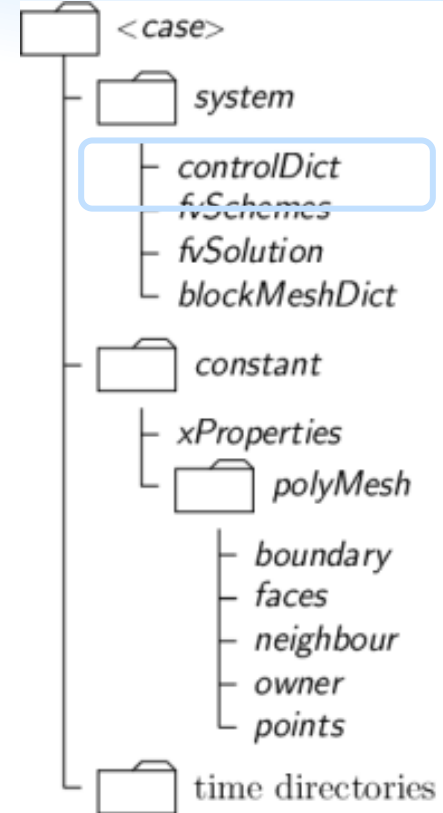 <case>
system
controlDict
fvSchemes
fvSolution
blockMeshDict
constant
xProperties
polyMesh
boundary
faces
neighbour
owner
points
time directories